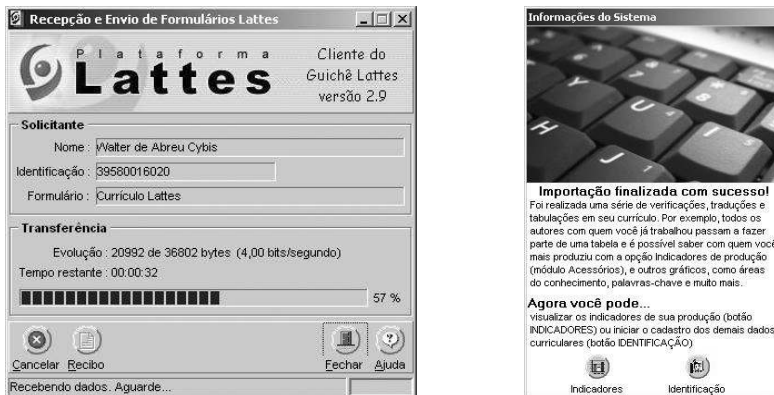 Recepção e Envio de Formulários Lattes
Plataforma
Lattes
Cliente do
Guichê Lattes
versão 2.9
Solicitante
Nome : Walter de Abreu Cybis
Identificação : 39580016020
Formulário : Currículo Lattes
Transferência
Evolução : 20992 de 36802 bytes (4,00 bits/segundo)
Tempo restante : 00:00:32
57 %
Cancelar Recibo Fechar Ajuda
Recebendo dados. Aguarde...
Informações do Sistema
7
8
Y
U
H
J
1
Importação finalizada com sucesso!
Foi realizada uma série de verificações, traduções e
tabulações em seu currículo. Por exemplo, todos os
autores com quem você já trabalhou passam a fazer
parte de uma tabela e é possível saber com quem você
mais produziu com a opção Indicadores de produção
(módulo Acessórios), e outros gráficos, como áreas
do conhecimento, palavras-chave e muito mais.
Agora você pode...
visualizar os indicadores de sua produção (botão
INDICADORES) ou iniciar o cadastro dos demais dados
curriculares (botão IDENTIFICAÇÃO)
Indicadores Identificação